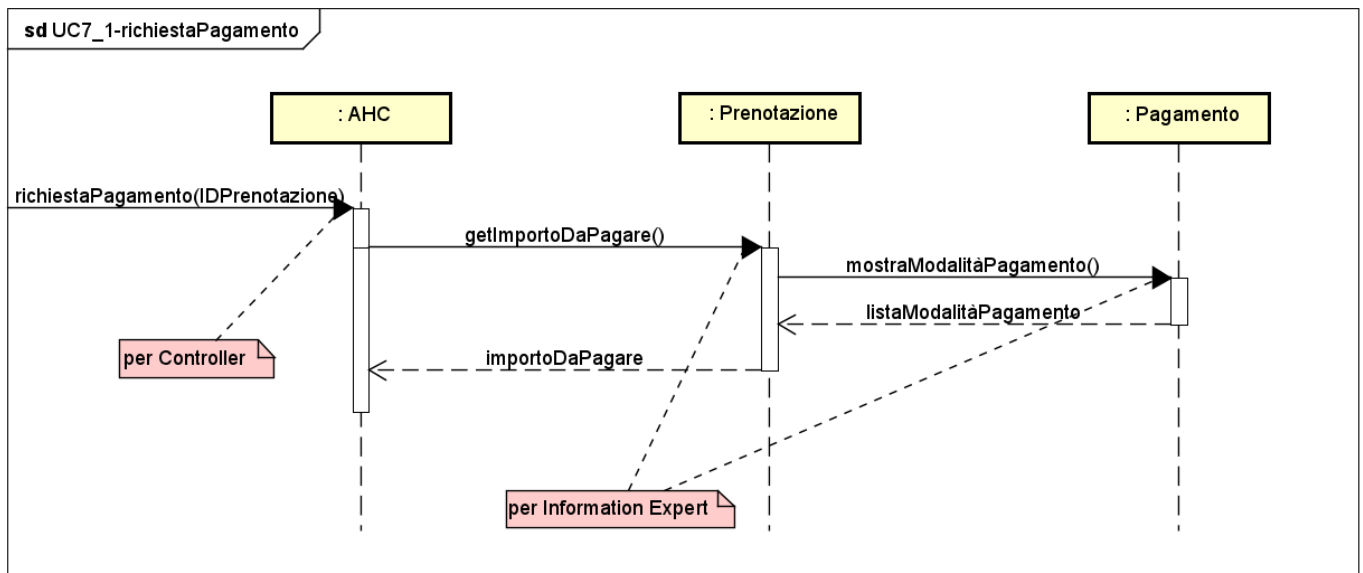 sd UC7_1-richiestaPagamento
: AHC
: Prenotazione
: Pagamento
richiestaPagamento(IDPrenotazione)
getImportoDaPagare()
mostraModalitàPagamento()
listaModalitàPagamento
per Controller
importoDaPagare
per Information Expert